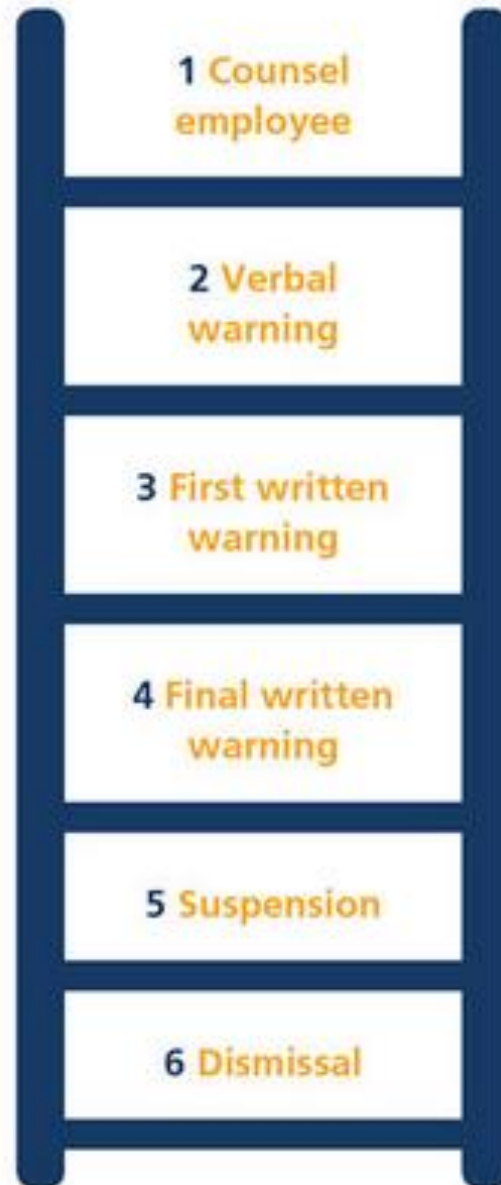 1 Counsel
employee
2 Verbal
warning
3 First written
warning
4 Final written
warning
5 Suspension
6 Dismissal